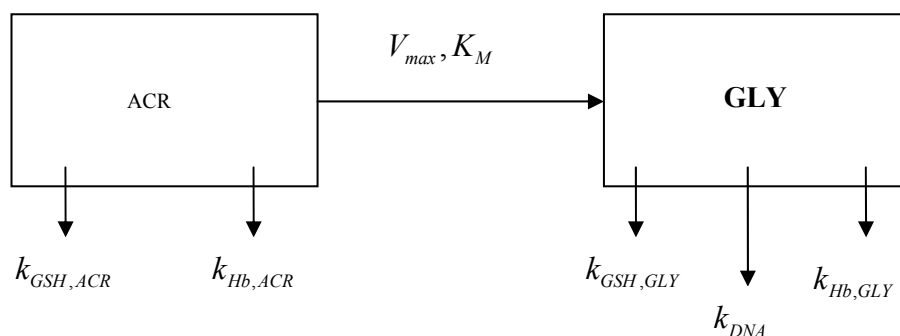 V_max, K_M
ACR
GLY
k_GSH,ACR
k_Hb,ACR
k_GSH,GLY
k_DNA
k_Hb,GLY